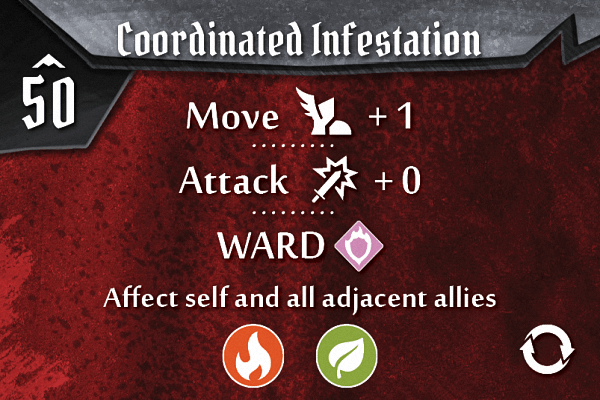 Coordinated Infestation
50
Move + 1
Attack + 0
WARD
Affect self and all adjacent allies